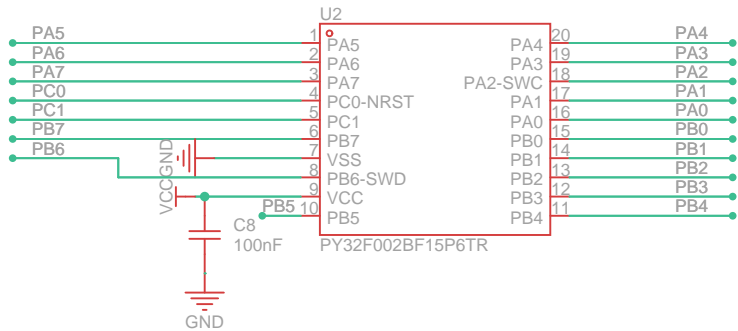 U2
PA5 1 PA5 PA4 20 PA4
PA6 2 PA6 PA3 19 PA3
PA7 3 PA7 PA2-SWC 18 PA2
PC0 4 PC0-NRST PA1 17 PA1
PC1 5 PC1 PA0 16 PA0
PB7 6 PB7 PB0 15 PB0
GND 7 VSS PB1 14 PB1
PB6 8 PB6-SWD PB2 13 PB2
VCC 9 VCC PB3 12 PB3
PB5 10 PB5 PB4 11 PB4
C8
100nF
PY32F002BF15P6TR
GND